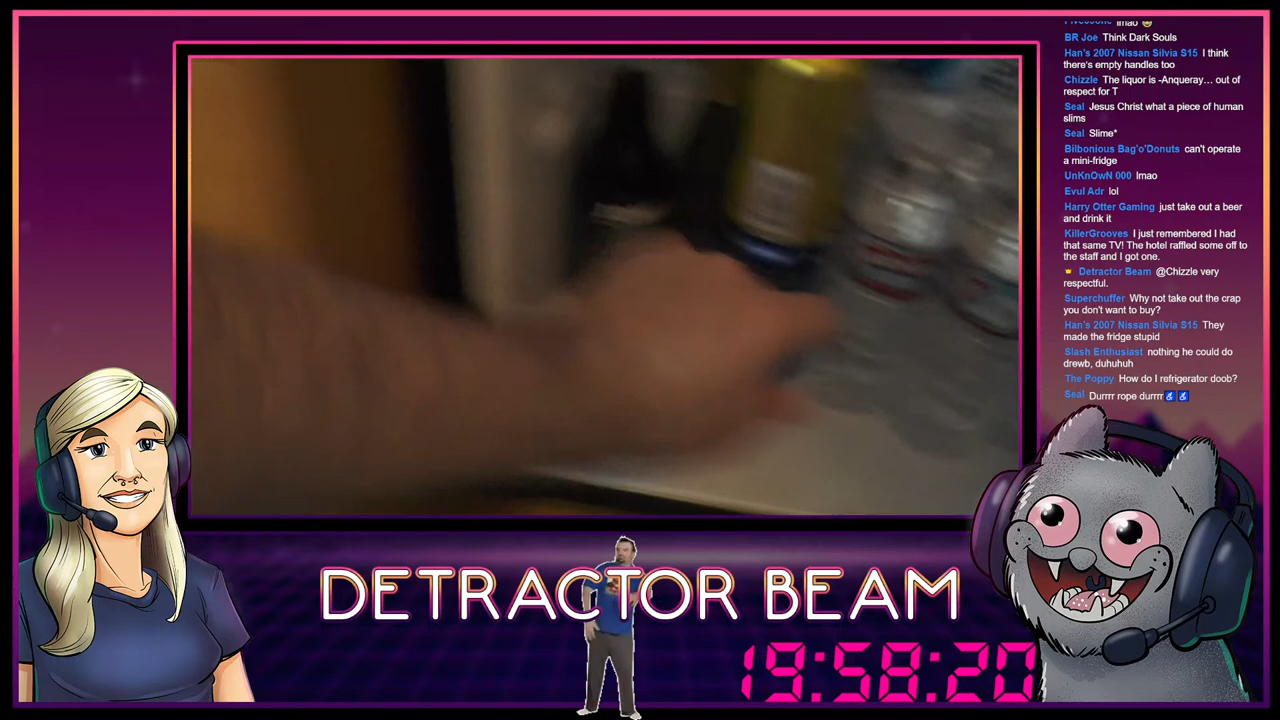 lmao
BR Joe Think Dark Souls
Han's 2007 Nissan Silvia S15 I think
there's empty handles too
Chizzle The liquor is -Anqueray... out of
respect for T
Seal Jesus Christ what a piece of human
slims
Seal Slime*
Bilbonious Bag'o'Donuts can't operate
a mini-fridge
UnKnOwN 000 lmao
Evul Adr lol
Harry Otter Gaming just take out a beer
and drink it
KillerGrooves I just remembered I had
that same TV! The hotel raffled some off to
the staff and I got one.
Detractor Beam @Chizzle very
respectful.
Superchuffer Why not take out the crap
you don't want to buy?
Han's 2007 Nissan Silvia S15 They
made the fridge stupid
Slash Enthusiast nothing he could do
drewb, duhuhuh
The Poppy How do I refrigerator doob?
Seal Durrrr rope durrrr
DETRACTOR BEAM
19:58:20